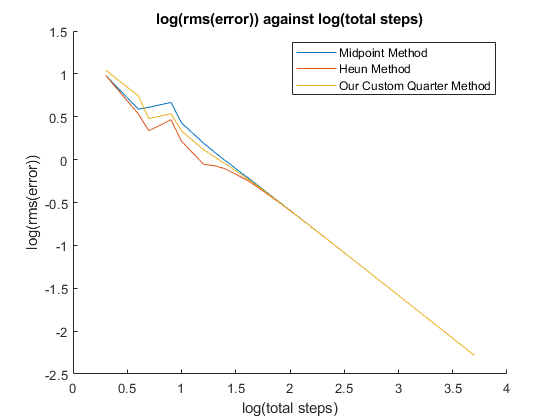 log(rms(error)) against log(total steps)
Midpoint Method
Heun Method
Our Custom Quarter Method
log(rms(error))
1.5
1
0.5
0
-0.5
-1
-1.5
-2
-2.5
0 0.5 1 1.5 2 2.5 3 3.5 4
log(total steps)